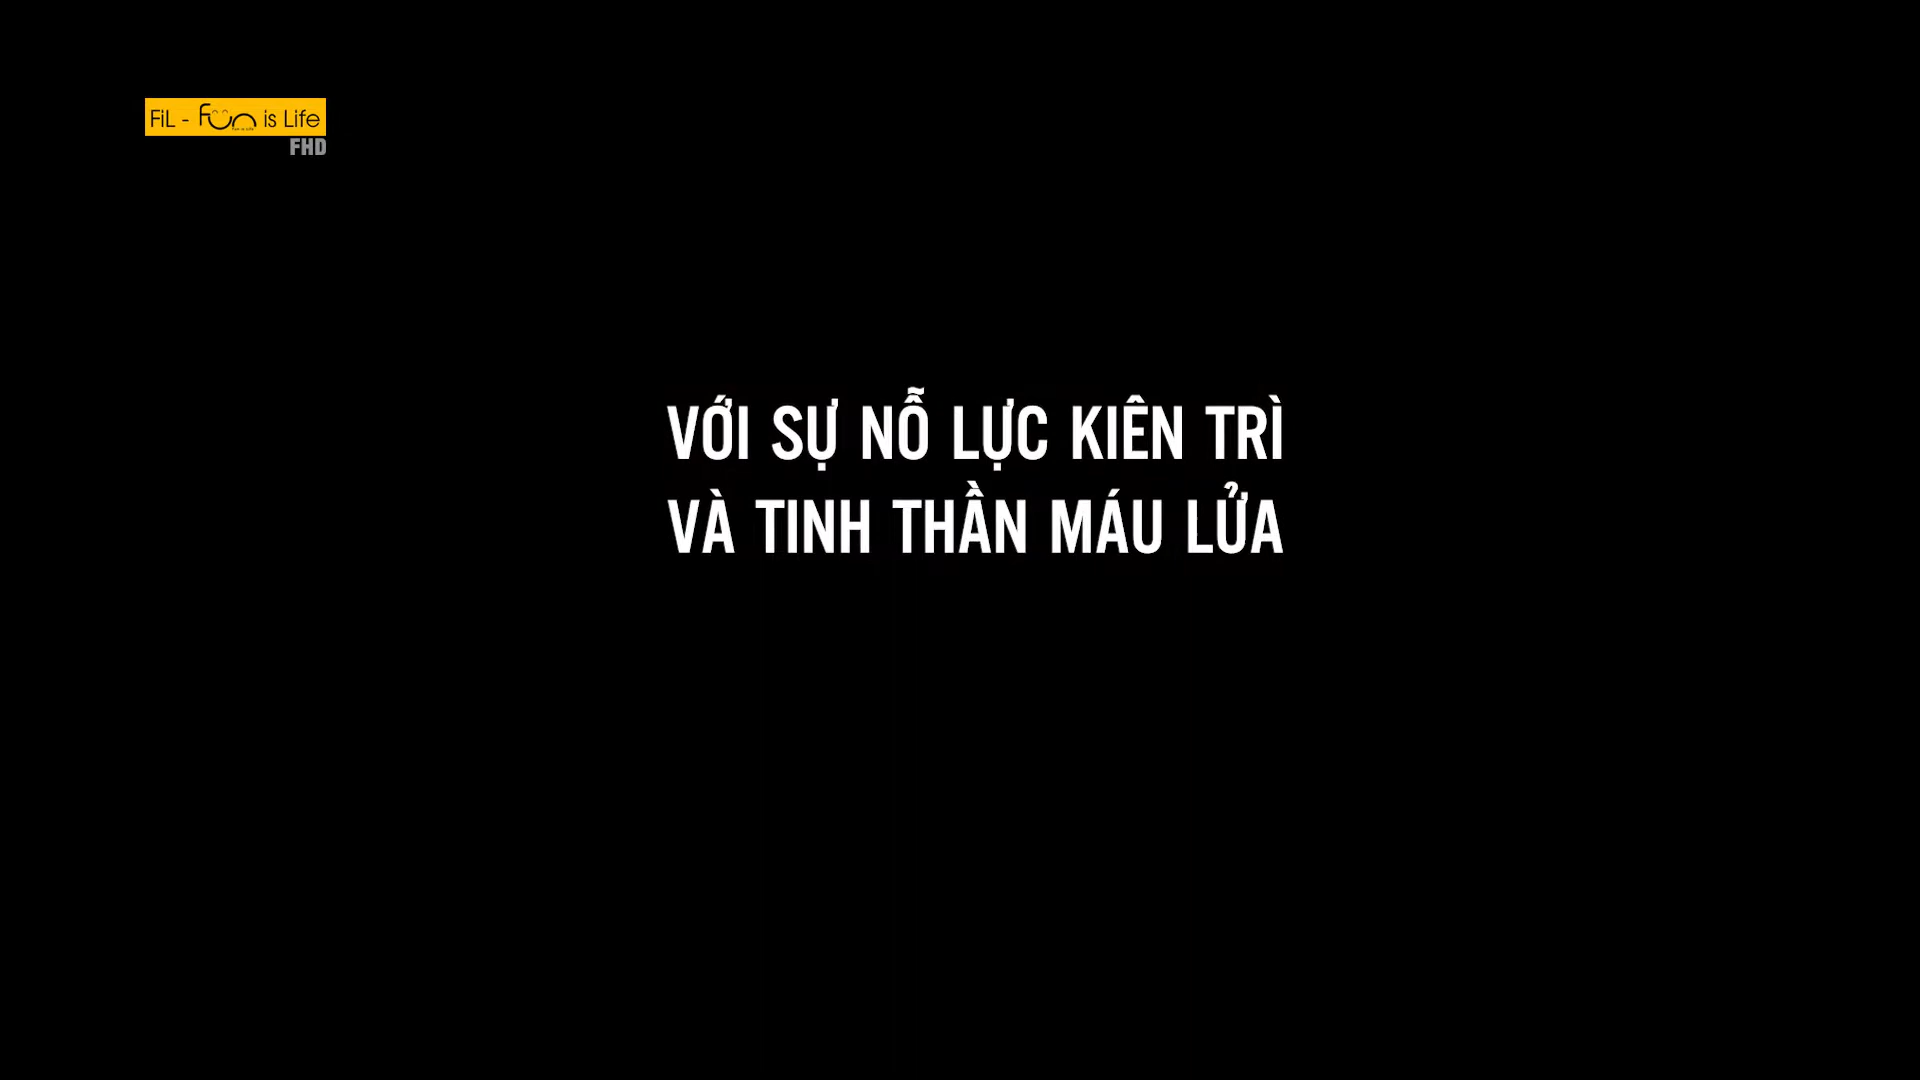 FiL - Fun is Life
FHD
VỚI SỰ NỖ LỰC KIÊN TRÌ
VÀ TINH THẦN MÁU LỬA